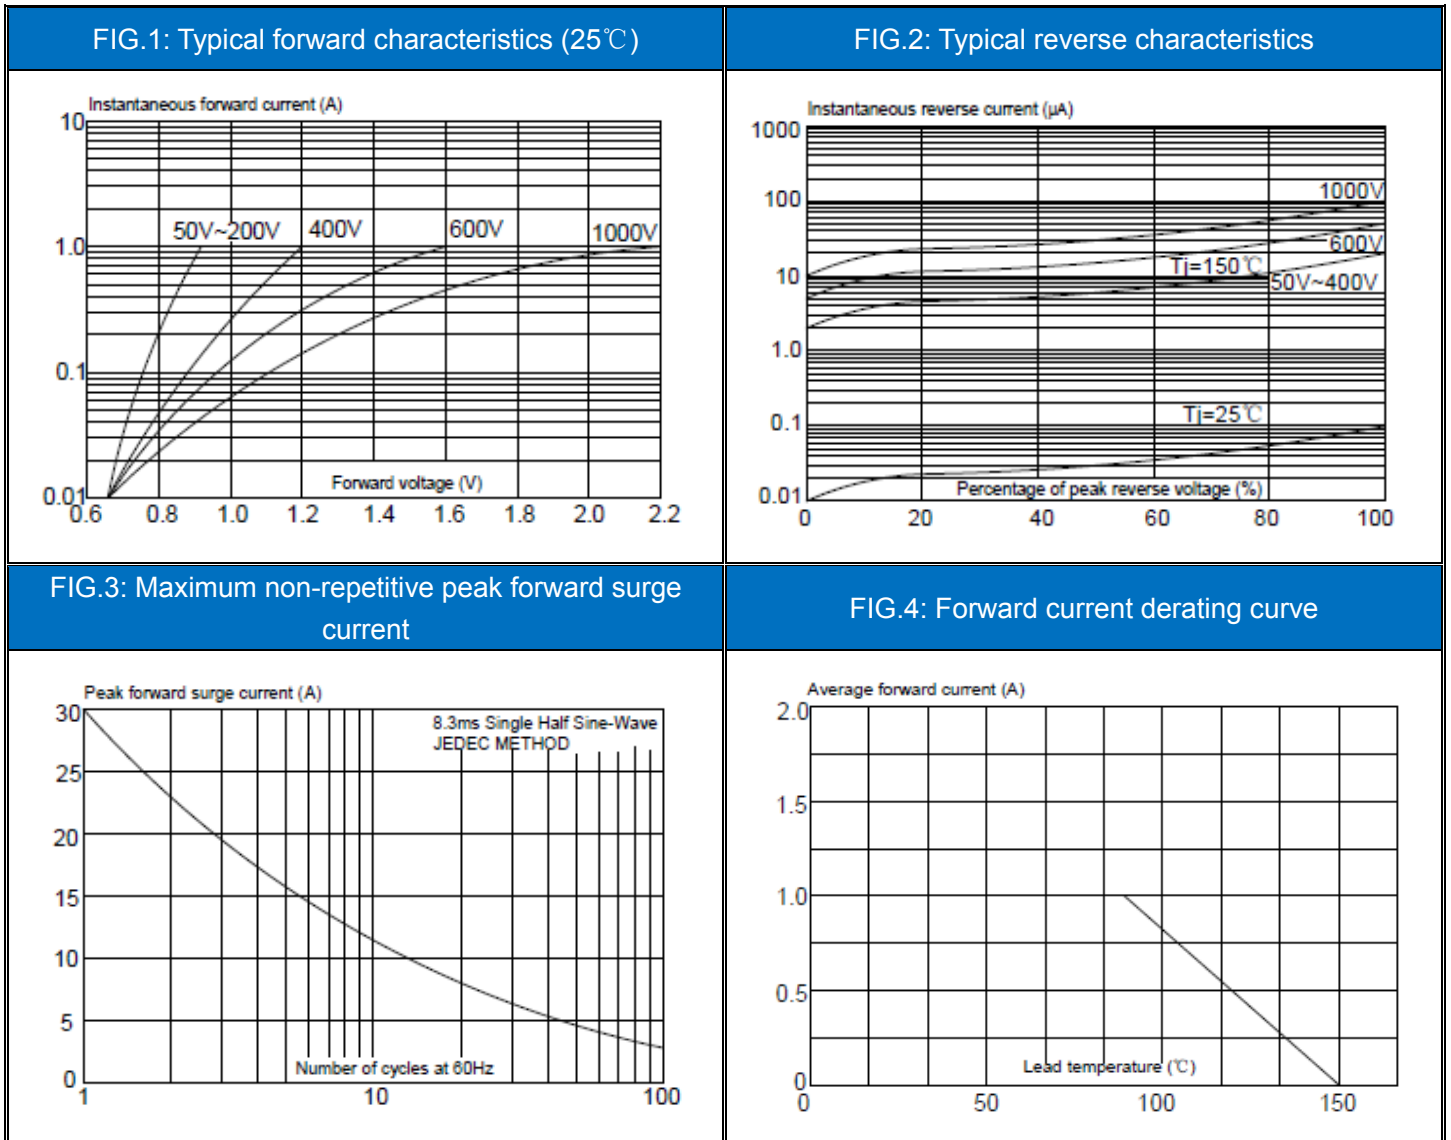 FIG.1: Typical forward characteristics (25℃)
Instantaneous forward current (A)
10
1.0
0.1
0.01
50V~200V
400V
600V
1000V
Forward voltage (V)
0.6 0.8 1.0 1.2 1.4 1.6 1.8 2.0 2.2
FIG.2: Typical reverse characteristics
Instantaneous reverse current (µA)
1000
100
10
1.0
0.1
0.01
1000V
600V
Tj=150℃
50V~400V
Tj=25℃
Percentage of peak reverse voltage (%)
0 20 40 60 80 100
FIG.3: Maximum non-repetitive peak forward surge
current
Peak forward surge current (A)
30
25
20
15
10
5
0
8.3ms Single Half Sine-Wave
JEDEC METHOD
Number of cycles at 60Hz
1 10 100
FIG.4: Forward current derating curve
Average forward current (A)
2.0
1.5
1.0
0.5
0
Lead temperature (℃)
0 50 100 150